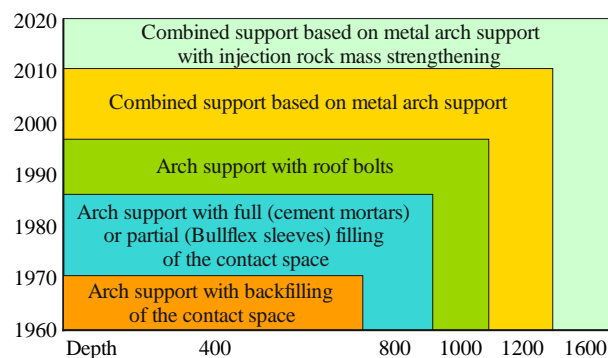 2020
Combined support based on metal arch support
with injection rock mass strengthening
2010
Combined support based on metal arch support
2000
Arch support with roof bolts
1990
Arch support with full (cement mortars)
or partial (Bullflex sleeves) filling
of the contact space
1980
1970
Arch support with backfilling
of the contact space
1960
Depth 400 800 1000 1200 1600